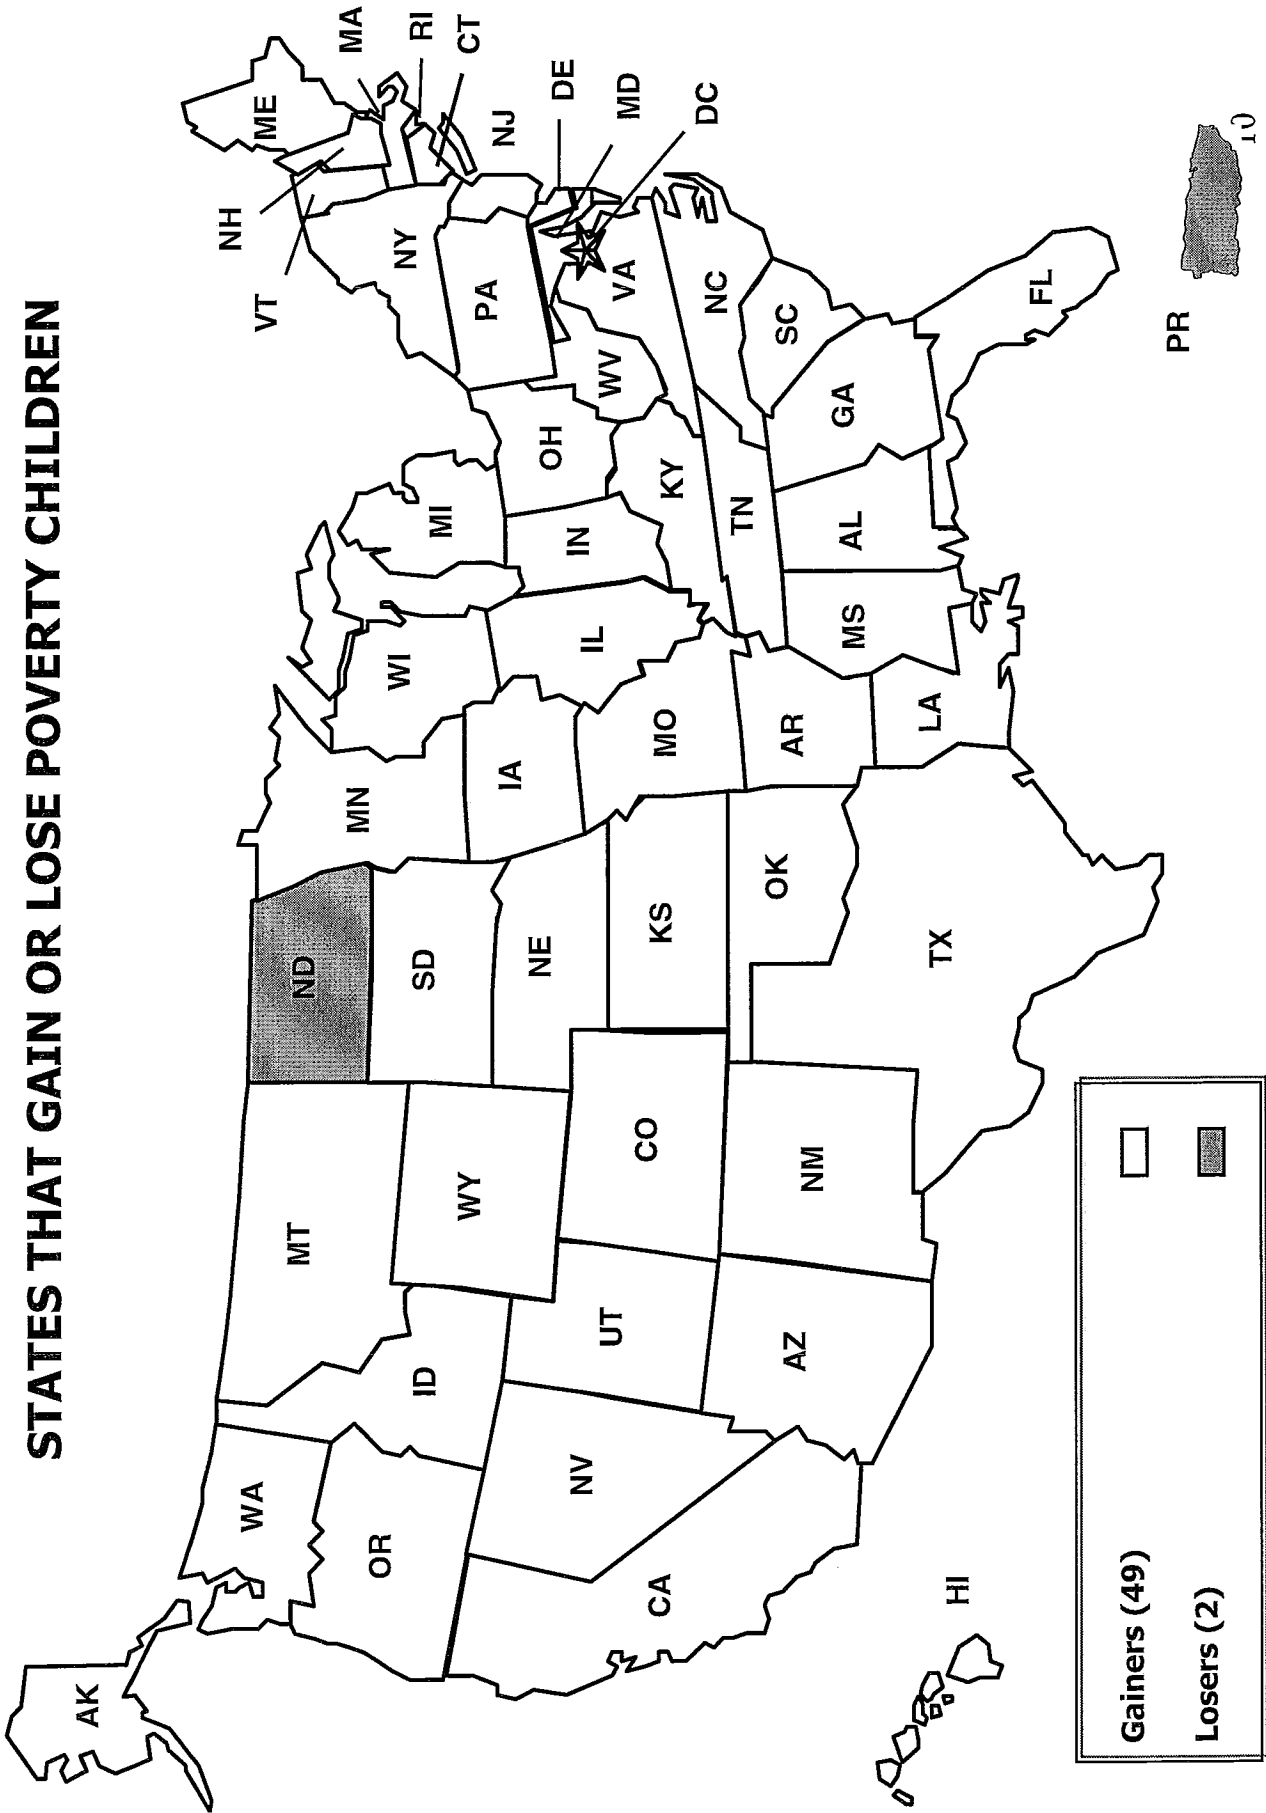 STATES THAT GAIN OR LOSE POVERTY CHILDREN
AK
WA
MT
ND
MN
VT
NH
ME
MA
RI
CT
OR
ID
WY
SD
WI
MI
NY
NJ
DE
MD
DC
NV
UT
CO
NE
IA
IL
IN
OH
PA
WV
VA
CA
AZ
NM
KS
MO
KY
TN
NC
SC
OK
AR
MS
AL
GA
HI
TX
LA
FL
PR
Gainers (49)
Losers (2)
10